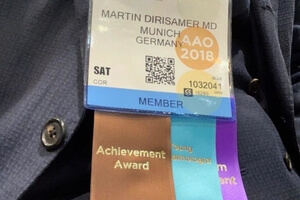 MARTIN DIRISAMER, MD
MUNICH
GERMANY
AAO
2018
SAT
COR
1032041
MEMBER
Achievement
Award